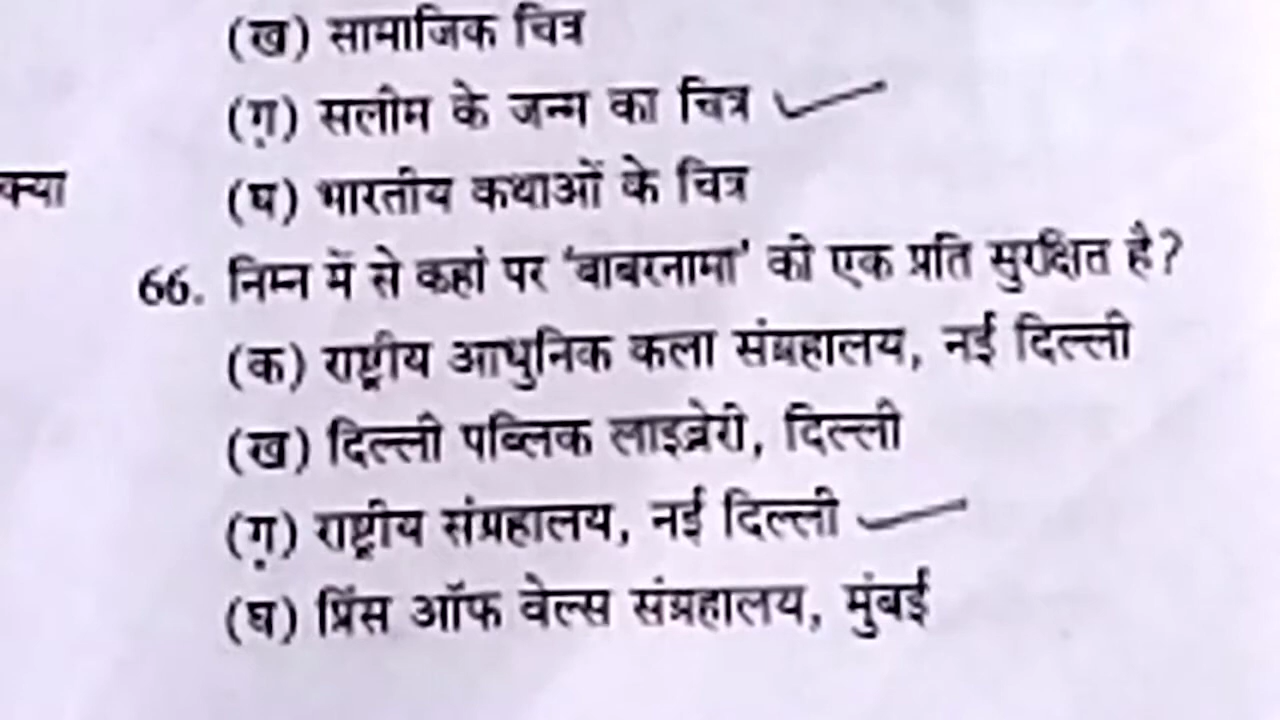 (ख) सामाजिक चित्र
(ग) सलीम के जन्म का चित्र
क्या
(घ) भारतीय कथाओं के चित्र
66. निम्न में से कहां पर ‘बाबरनामा’ की एक प्रति सुरक्षित है?
(क) राष्ट्रीय आधुनिक कला संग्रहालय, नई दिल्ली
(ख) दिल्ली पब्लिक लाइब्रेरी, दिल्ली
(ग) राष्ट्रीय संग्रहालय, नई दिल्ली
(घ) प्रिंस ऑफ वेल्स संग्रहालय, मुंबई